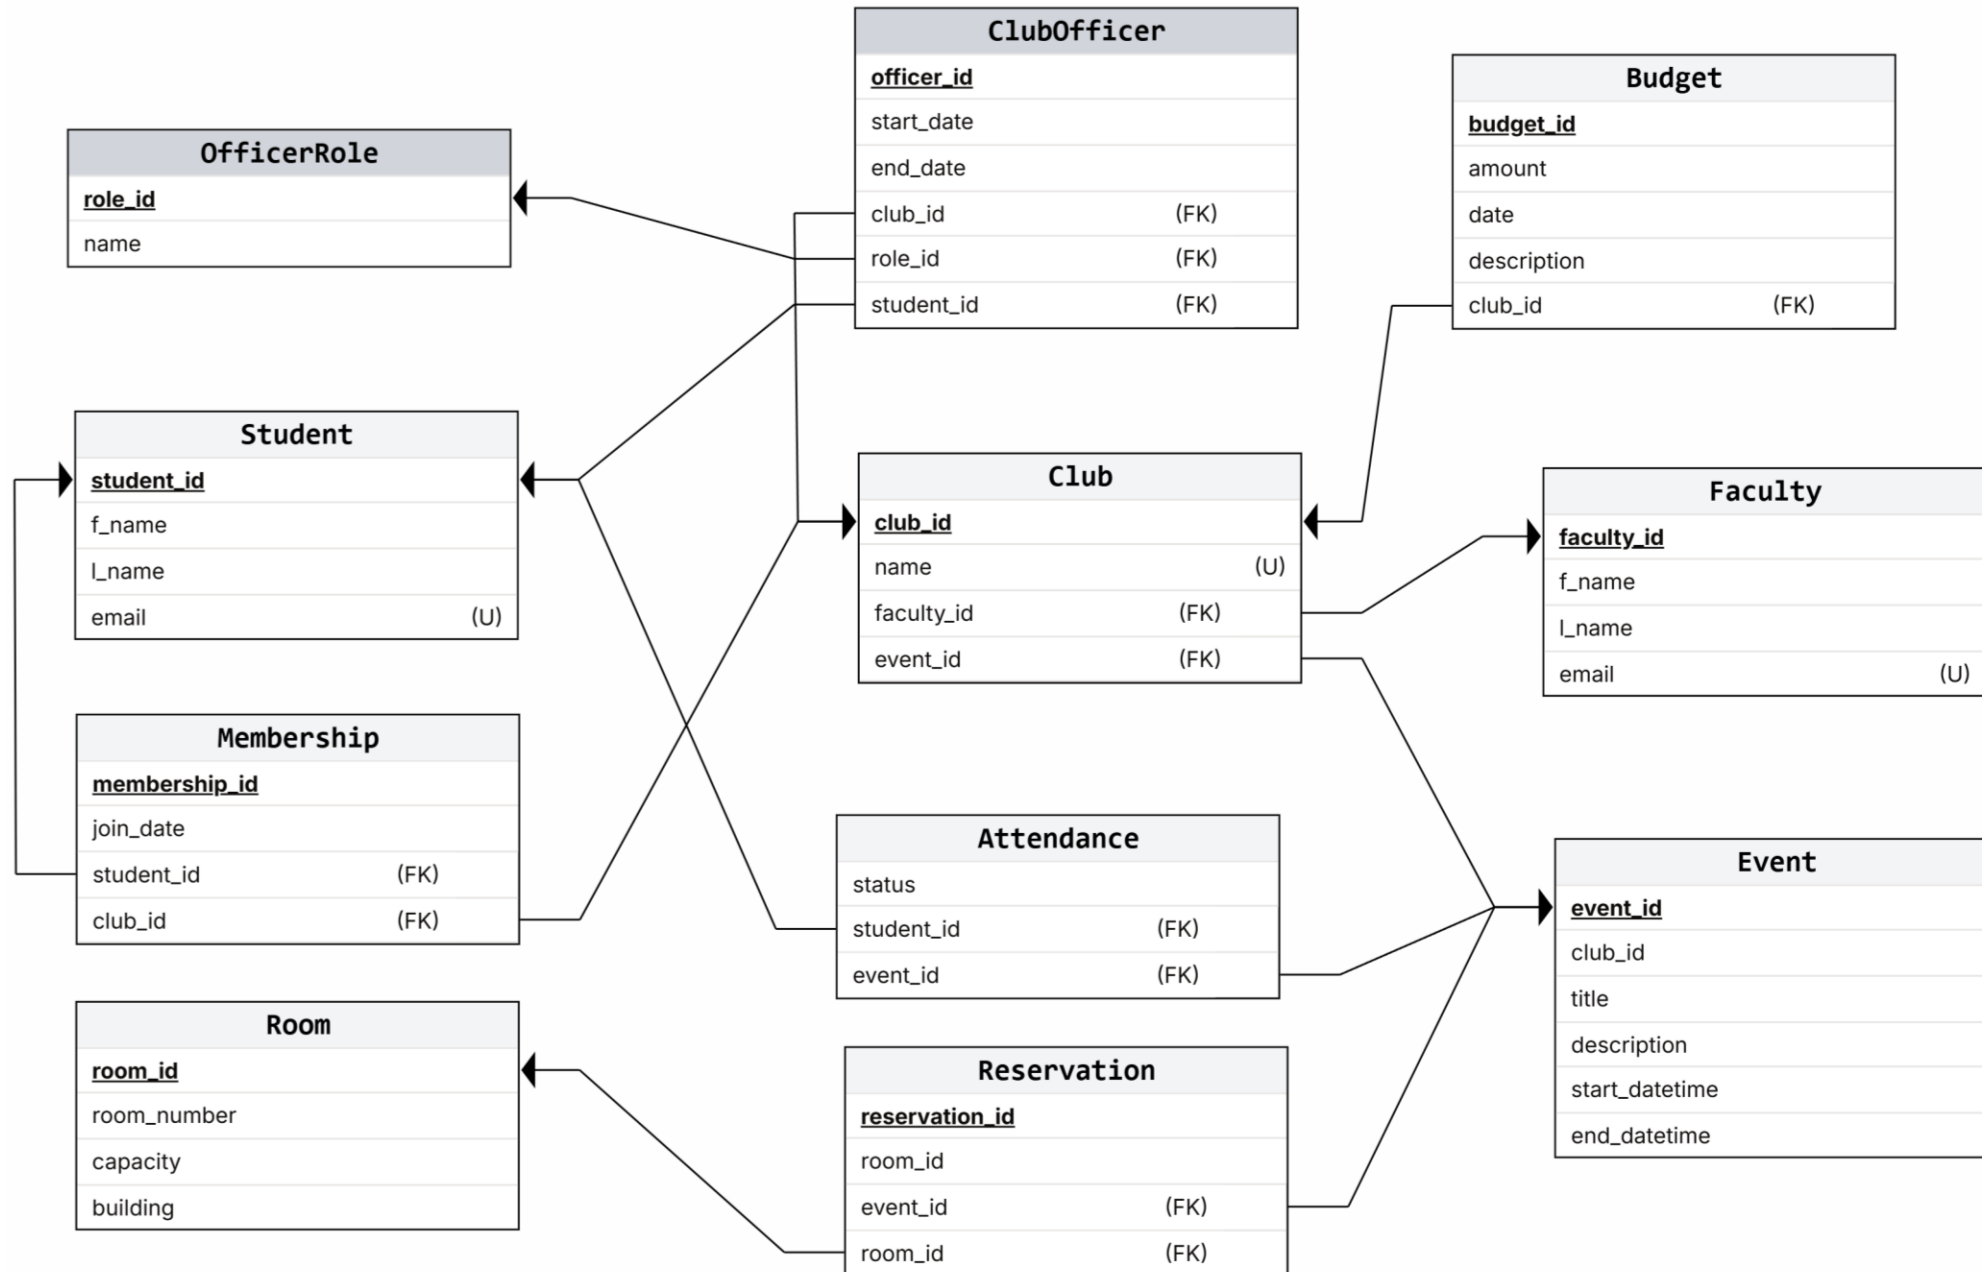 ClubOfficer
officer_id
start_date
end_date
club_id (FK)
role_id (FK)
student_id (FK)
Budget
budget_id
amount
date
description
club_id (FK)
OfficerRole
role_id
name
Student
student_id
f_name
l_name
email (U)
Club
club_id
name (U)
faculty_id (FK)
event_id (FK)
Faculty
faculty_id
f_name
l_name
email (U)
Membership
membership_id
join_date
student_id (FK)
club_id (FK)
Attendance
status
student_id (FK)
event_id (FK)
Event
event_id
club_id
title
description
start_datetime
end_datetime
Room
room_id
room_number
capacity
building
Reservation
reservation_id
room_id
event_id (FK)
room_id (FK)